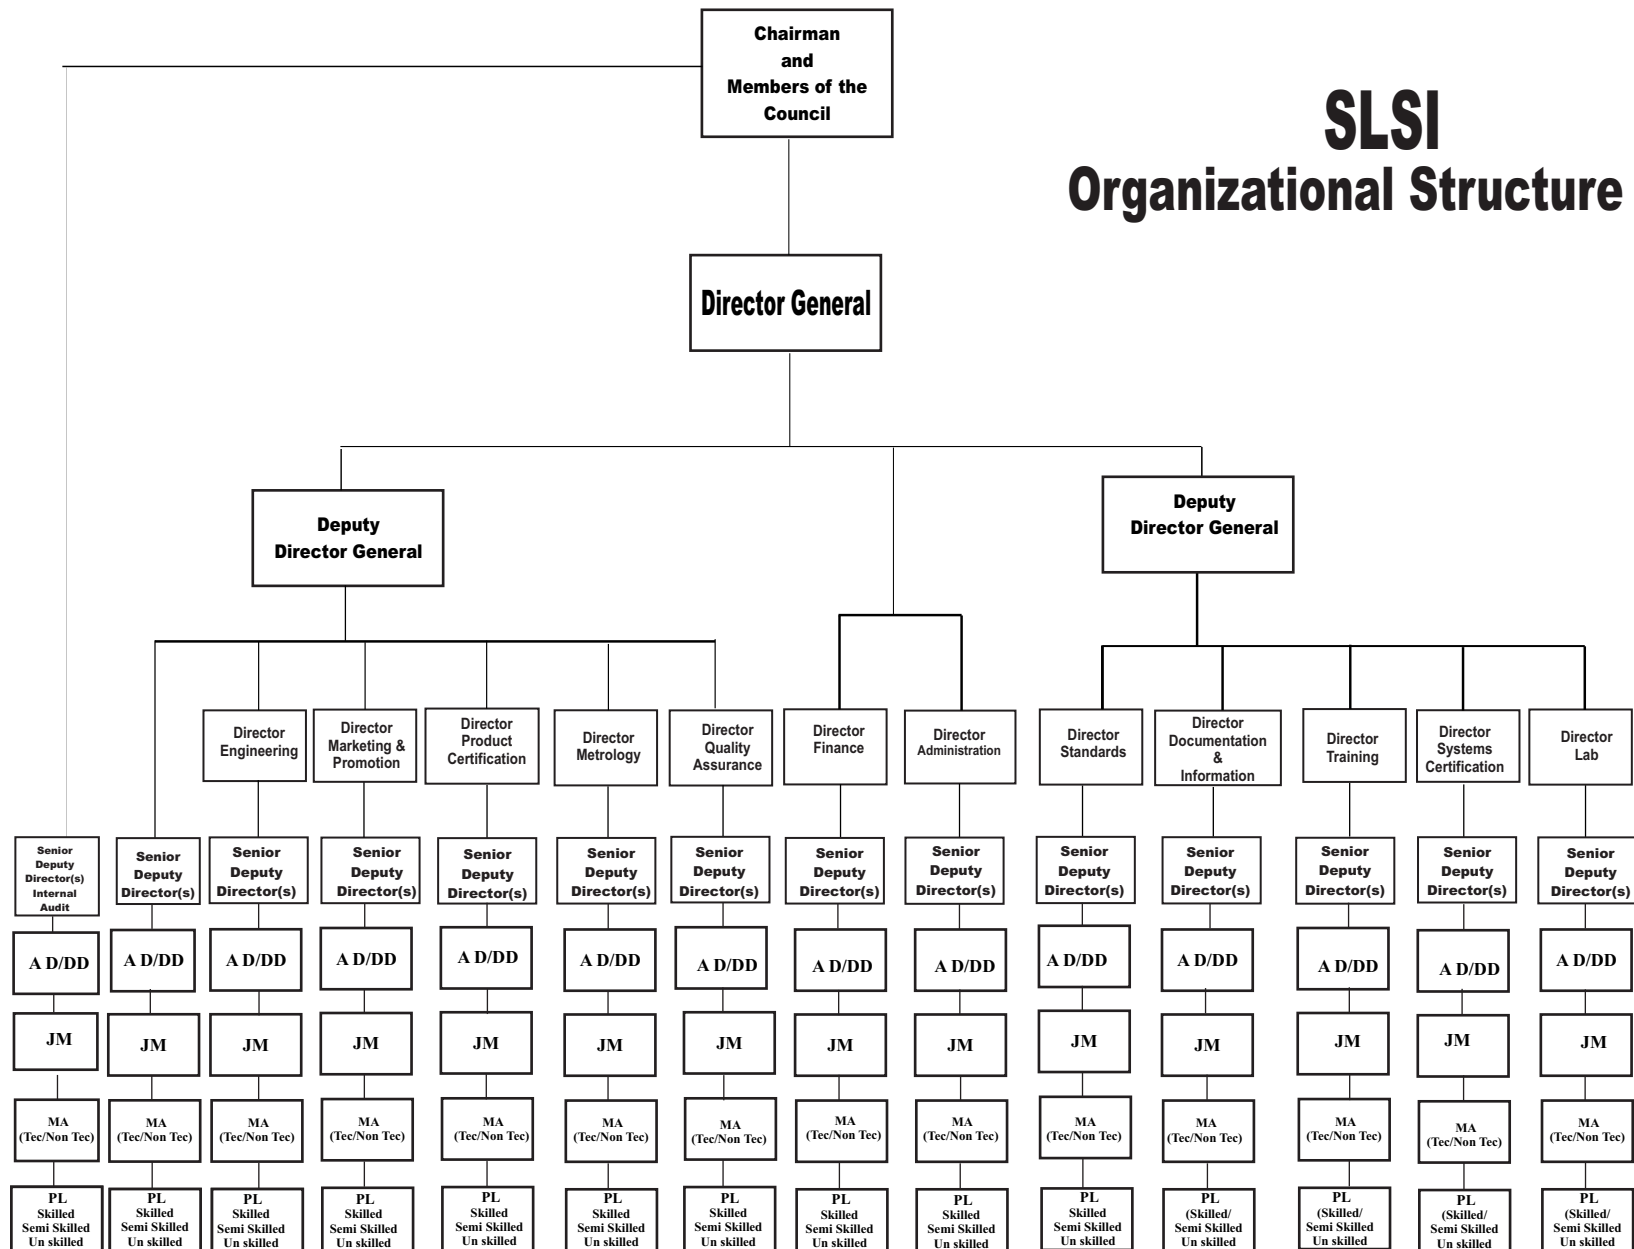 Chairman
and
Members of the
Council
SLSI
Organizational Structure
Director General
Deputy
Director General
Deputy
Director General
Director
Engineering
Director
Marketing &
Promotion
Director
Product
Certification
Director
Metrology
Director
Quality
Assurance
Director
Finance
Director
Administration
Director
Standards
Director
Documentation
&
Information
Director
Training
Director
Systems
Certification
Director
Lab
Senior
Deputy
Director(s)
Internal
Audit
Senior
Deputy
Director(s)
Senior
Deputy
Director(s)
Senior
Deputy
Director(s)
Senior
Deputy
Director(s)
Senior
Deputy
Director(s)
Senior
Deputy
Director(s)
Senior
Deputy
Director(s)
Senior
Deputy
Director(s)
Senior
Deputy
Director(s)
Senior
Deputy
Director(s)
Senior
Deputy
Director(s)
Senior
Deputy
Director(s)
Senior
Deputy
Director(s)
A D/DD
A D/DD
A D/DD
A D/DD
A D/DD
A D/DD
A D/DD
A D/DD
A D/DD
A D/DD
A D/DD
A D/DD
A D/DD
A D/DD
JM
JM
JM
JM
JM
JM
JM
JM
JM
JM
JM
JM
JM
JM
MA
(Tec/Non Tec)
MA
(Tec/Non Tec)
MA
(Tec/Non Tec)
MA
(Tec/Non Tec)
MA
(Tec/Non Tec)
MA
(Tec/Non Tec)
MA
(Tec/Non Tec)
MA
(Tec/Non Tec)
MA
(Tec/Non Tec)
MA
(Tec/Non Tec)
MA
(Tec/Non Tec)
MA
(Tec/Non Tec)
MA
(Tec/Non Tec)
MA
(Tec/Non Tec)
PL
Skilled
Semi Skilled
Un skilled
PL
Skilled
Semi Skilled
Un skilled
PL
Skilled
Semi Skilled
Un skilled
PL
Skilled
Semi Skilled
Un skilled
PL
Skilled
Semi Skilled
Un skilled
PL
Skilled
Semi Skilled
Un skilled
PL
Skilled
Semi Skilled
Un skilled
PL
Skilled
Semi Skilled
Un skilled
PL
Skilled
Semi Skilled
Un skilled
PL
Skilled
Semi Skilled
Un skilled
PL
(Skilled/
Semi Skilled
Un skilled
PL
(Skilled/
Semi Skilled
Un skilled
PL
(Skilled/
Semi Skilled
Un skilled
PL
(Skilled/
Semi Skilled
Un skilled